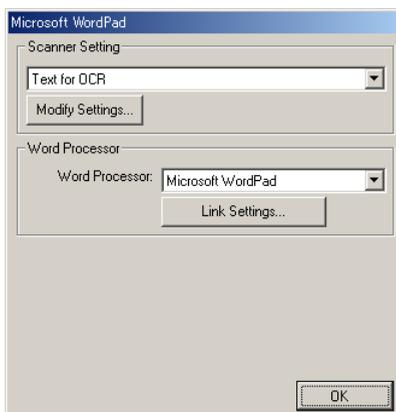 Microsoft WordPad
Scanner Setting
Text for OCR
Modify Settings...
Word Processor
Word Processor: Microsoft WordPad
Link Settings...
OK